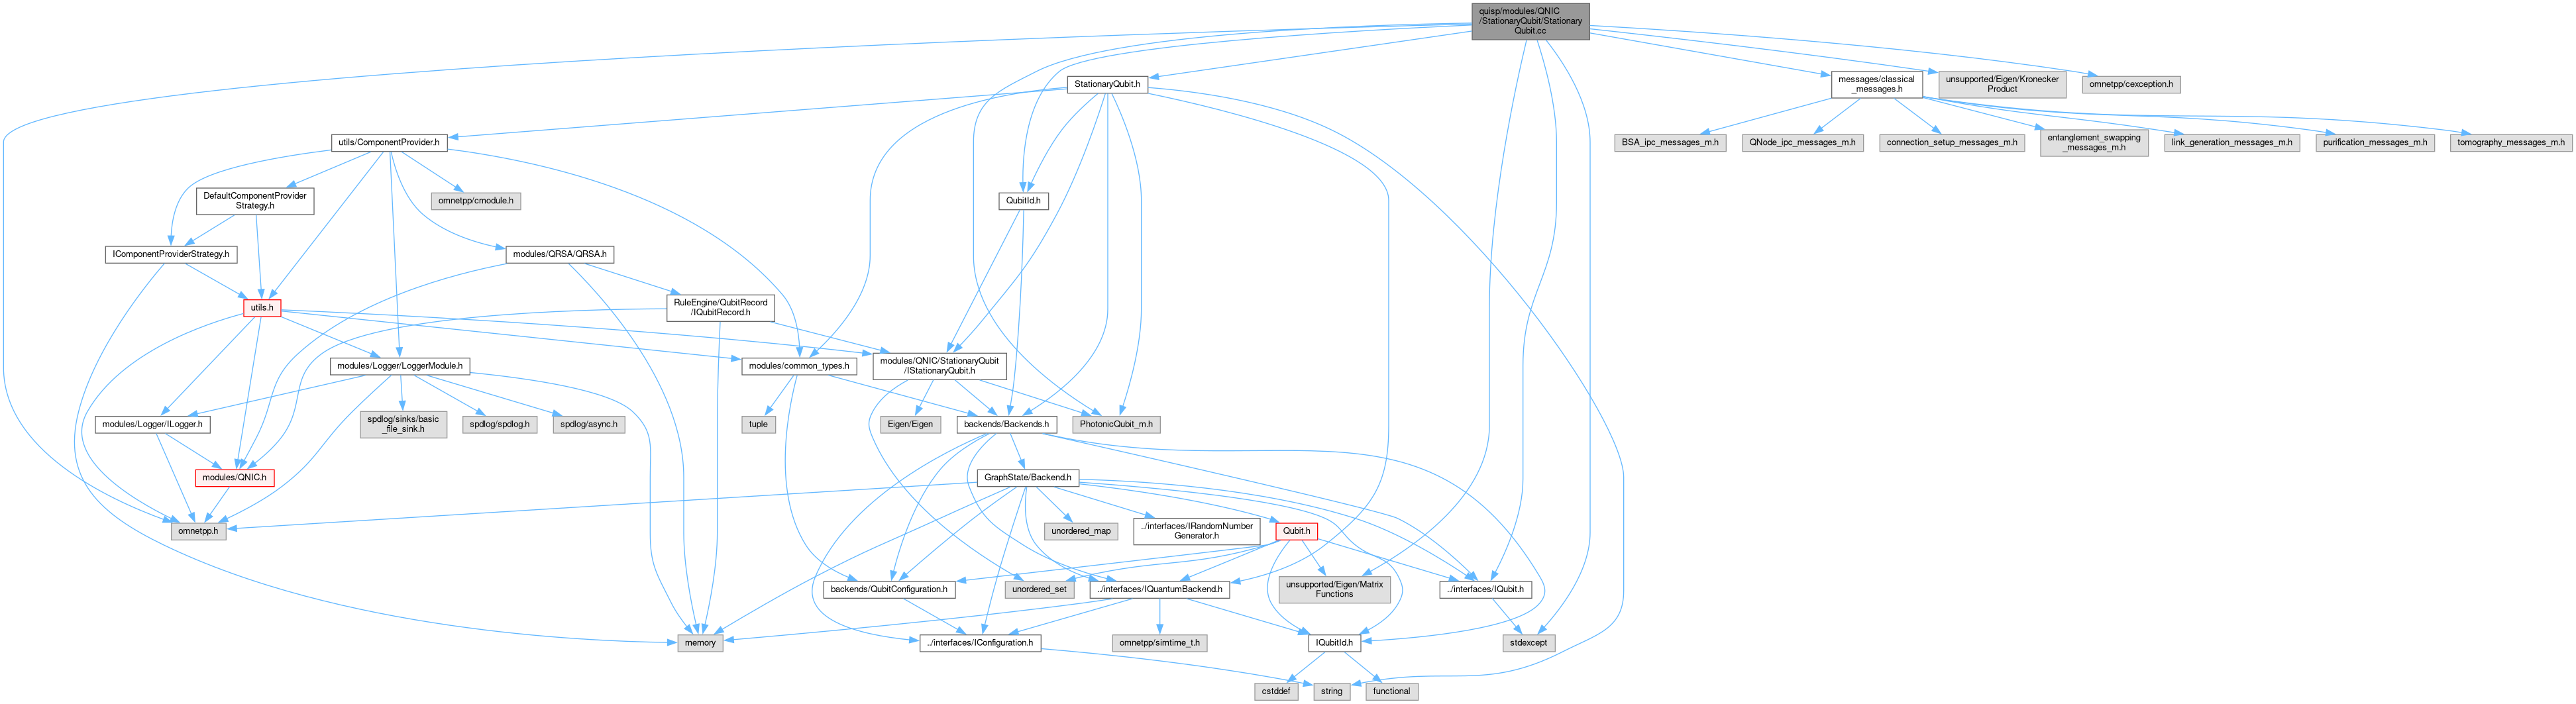 quisp/modules/QNIC
/StationaryQubit/Stationary
Qubit.cc
StationaryQubit.h
messages/classical
_messages.h
unsupported/Eigen/Kronecker
Product
omnetpp/cexception.h
utils/ComponentProvider.h
BSA_ipc_messages_m.h
QNode_ipc_messages_m.h
connection_setup_messages_m.h
entanglement_swapping
_messages_m.h
link_generation_messages_m.h
purification_messages_m.h
tomography_messages_m.h
DefaultComponentProvider
Strategy.h
omnetpp/cmodule.h
QubitId.h
IComponentProviderStrategy.h
modules/QRSA/QRSA.h
utils.h
RuleEngine/QubitRecord
/IQubitRecord.h
modules/Logger/LoggerModule.h
modules/common_types.h
modules/QNIC/StationaryQubit
/IStationaryQubit.h
modules/Logger/ILogger.h
spdlog/sinks/basic
_file_sink.h
spdlog/spdlog.h
spdlog/async.h
tuple
Eigen/Eigen
backends/Backends.h
PhotonicQubit_m.h
modules/QNIC.h
GraphState/Backend.h
omnetpp.h
unordered_map
../interfaces/IRandomNumber
Generator.h
Qubit.h
backends/QubitConfiguration.h
unordered_set
../interfaces/IQuantumBackend.h
unsupported/Eigen/Matrix
Functions
../interfaces/IQubit.h
memory
../interfaces/IConfiguration.h
omnetpp/simtime_t.h
IQubitId.h
stdexcept
cstddef
string
functional